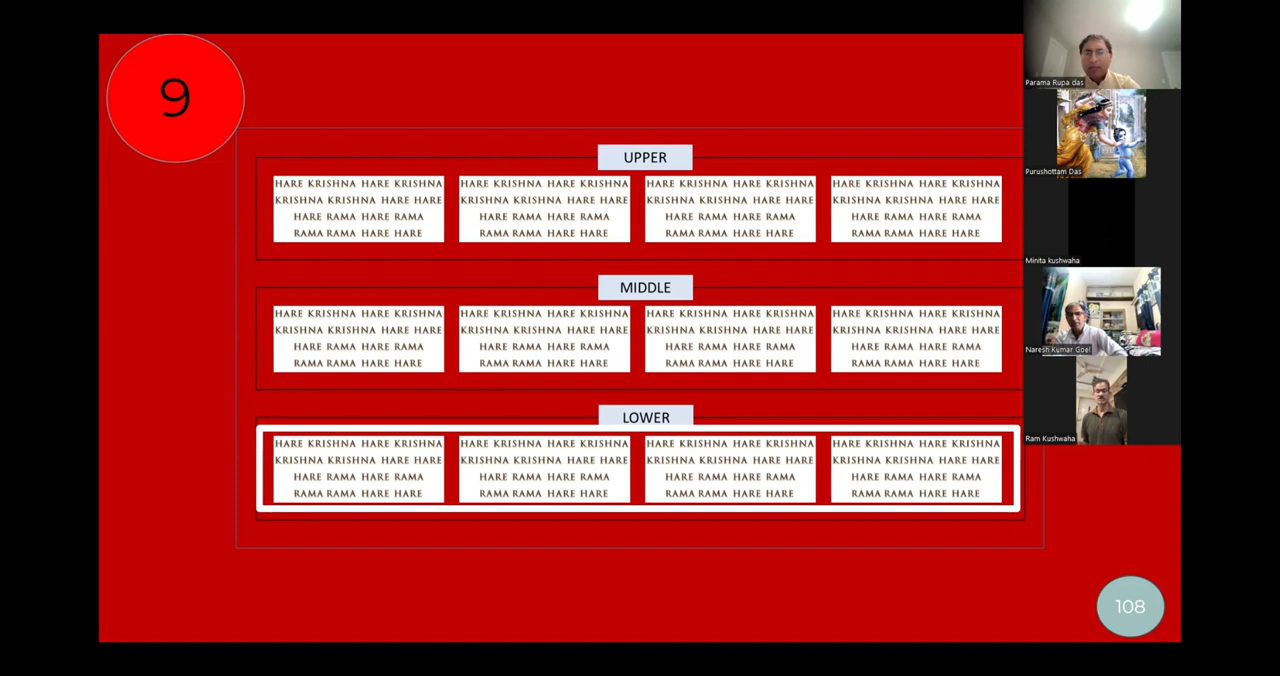 9
UPPER
HARE KRISHNA HARE KRISHNA
KRISHNA KRISHNA HARE HARE
HARE RAMA HARE RAMA
RAMA RAMA HARE HARE
HARE KRISHNA HARE KRISHNA
KRISHNA KRISHNA HARE HARE
HARE RAMA HARE RAMA
RAMA RAMA HARE HARE
HARE KRISHNA HARE KRISHNA
KRISHNA KRISHNA HARE HARE
HARE RAMA HARE RAMA
RAMA RAMA HARE HARE
HARE KRISHNA HARE KRISHNA
KRISHNA KRISHNA HARE HARE
HARE RAMA HARE RAMA
RAMA RAMA HARE HARE
MIDDLE
HARE KRISHNA HARE KRISHNA
KRISHNA KRISHNA HARE HARE
HARE RAMA HARE RAMA
RAMA RAMA HARE HARE
HARE KRISHNA HARE KRISHNA
KRISHNA KRISHNA HARE HARE
HARE RAMA HARE RAMA
RAMA RAMA HARE HARE
HARE KRISHNA HARE KRISHNA
KRISHNA KRISHNA HARE HARE
HARE RAMA HARE RAMA
RAMA RAMA HARE HARE
HARE KRISHNA HARE KRISHNA
KRISHNA KRISHNA HARE HARE
HARE RAMA HARE RAMA
RAMA RAMA HARE HARE
LOWER
HARE KRISHNA HARE KRISHNA
KRISHNA KRISHNA HARE HARE
HARE RAMA HARE RAMA
RAMA RAMA HARE HARE
HARE KRISHNA HARE KRISHNA
KRISHNA KRISHNA HARE HARE
HARE RAMA HARE RAMA
RAMA RAMA HARE HARE
HARE KRISHNA HARE KRISHNA
KRISHNA KRISHNA HARE HARE
HARE RAMA HARE RAMA
RAMA RAMA HARE HARE
HARE KRISHNA HARE KRISHNA
KRISHNA KRISHNA HARE HARE
HARE RAMA HARE RAMA
RAMA RAMA HARE HARE
108
Parama Rupa das
Purushottam Das
Minita kushwaha
Naresh Kumar Goel
Ram Kushwaha